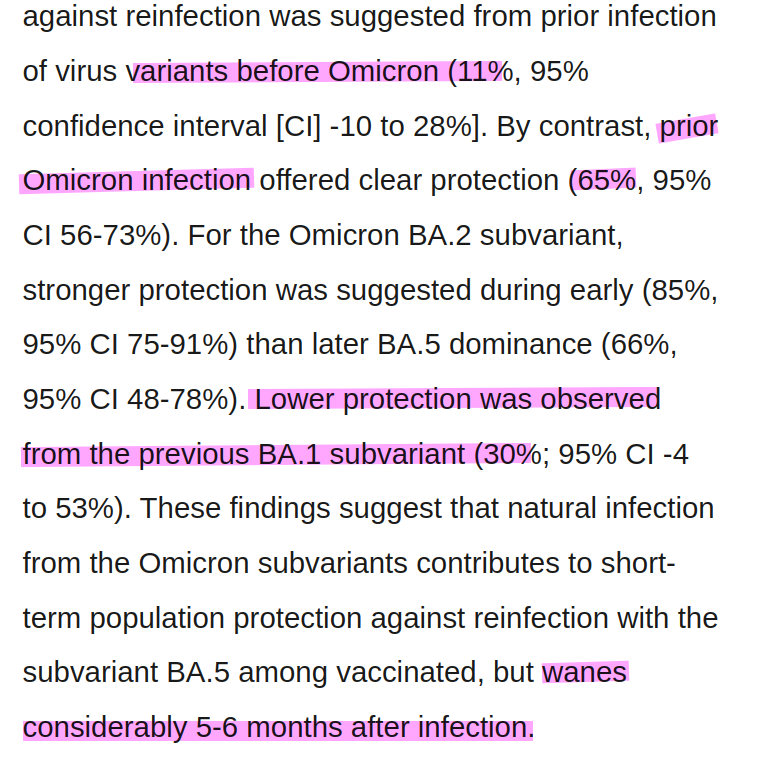 against reinfection was suggested from prior infection
of virus variants before Omicron (11%, 95%
confidence interval [CI] -10 to 28%]. By contrast, prior
Omicron infection offered clear protection (65%, 95%
CI 56-73%). For the Omicron BA.2 subvariant,
stronger protection was suggested during early (85%,
95% CI 75-91%) than later BA.5 dominance (66%,
95% CI 48-78%). Lower protection was observed
from the previous BA.1 subvariant (30%; 95% CI -4
to 53%). These findings suggest that natural infection
from the Omicron subvariants contributes to short-
term population protection against reinfection with the
subvariant BA.5 among vaccinated, but wanes
considerably 5-6 months after infection.